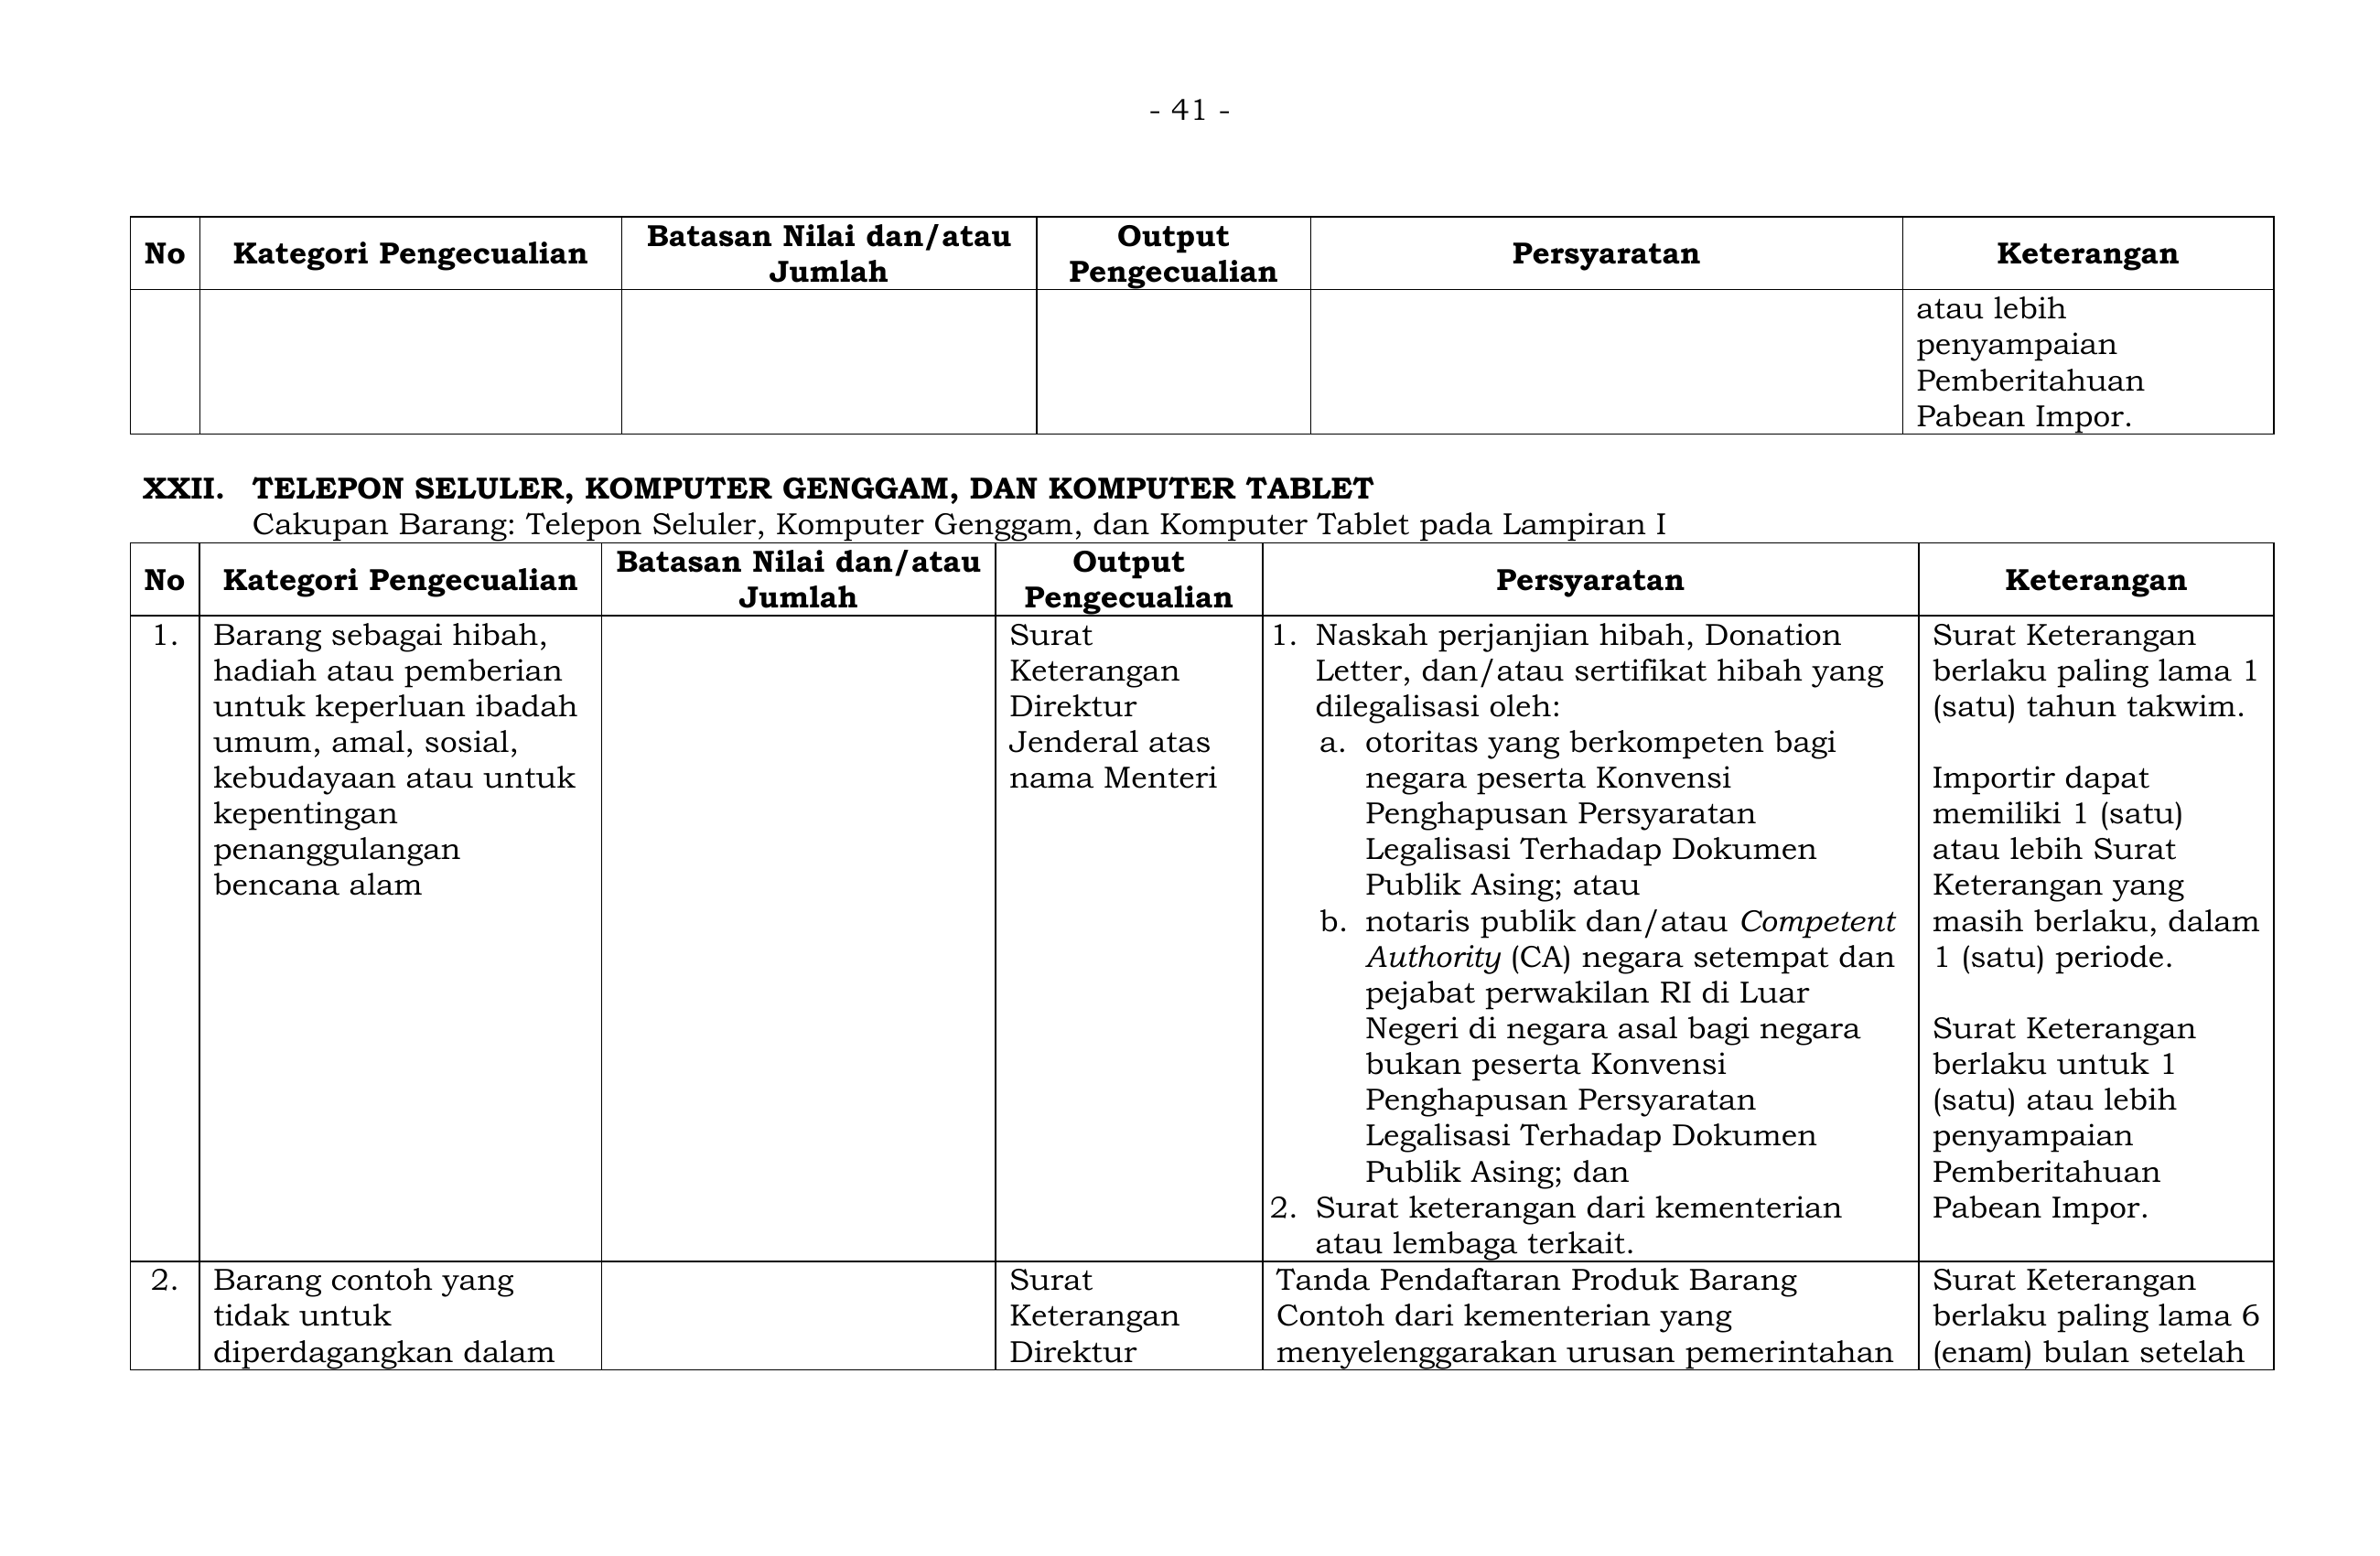 - 41 -
No
Kategori Pengecualian
Batasan Nilai dan/atau
Jumlah
Output
Pengecualian
Persyaratan
Keterangan
atau lebih
penyampaian
Pemberitahuan
Pabean Impor.
XXII. TELEPON SELULER, KOMPUTER GENGGAM, DAN KOMPUTER TABLET
Cakupan Barang: Telepon Seluler, Komputer Genggam, dan Komputer Tablet pada Lampiran I
No
Kategori Pengecualian
Batasan Nilai dan/atau
Jumlah
Output
Pengecualian
Persyaratan
Keterangan
1.
Barang sebagai hibah,
hadiah atau pemberian
untuk keperluan ibadah
umum, amal, sosial,
kebudayaan atau untuk
kepentingan
penanggulangan
bencana alam
Surat
Keterangan
Direktur
Jenderal atas
nama Menteri
1. Naskah perjanjian hibah, Donation
Letter, dan/atau sertifikat hibah yang
dilegalisasi oleh:
a. otoritas yang berkompeten bagi
negara peserta Konvensi
Penghapusan Persyaratan
Legalisasi Terhadap Dokumen
Publik Asing; atau
b. notaris publik dan/atau Competent
Authority (CA) negara setempat dan
pejabat perwakilan RI di Luar
Negeri di negara asal bagi negara
bukan peserta Konvensi
Penghapusan Persyaratan
Legalisasi Terhadap Dokumen
Publik Asing; dan
2. Surat keterangan dari kementerian
atau lembaga terkait.
Surat Keterangan
berlaku paling lama 1
(satu) tahun takwim.
Importir dapat
memiliki 1 (satu)
atau lebih Surat
Keterangan yang
masih berlaku, dalam
1 (satu) periode.
Surat Keterangan
berlaku untuk 1
(satu) atau lebih
penyampaian
Pemberitahuan
Pabean Impor.
2.
Barang contoh yang
tidak untuk
diperdagangkan dalam
Surat
Keterangan
Direktur
Tanda Pendaftaran Produk Barang
Contoh dari kementerian yang
menyelenggarakan urusan pemerintahan
Surat Keterangan
berlaku paling lama 6
(enam) bulan setelah